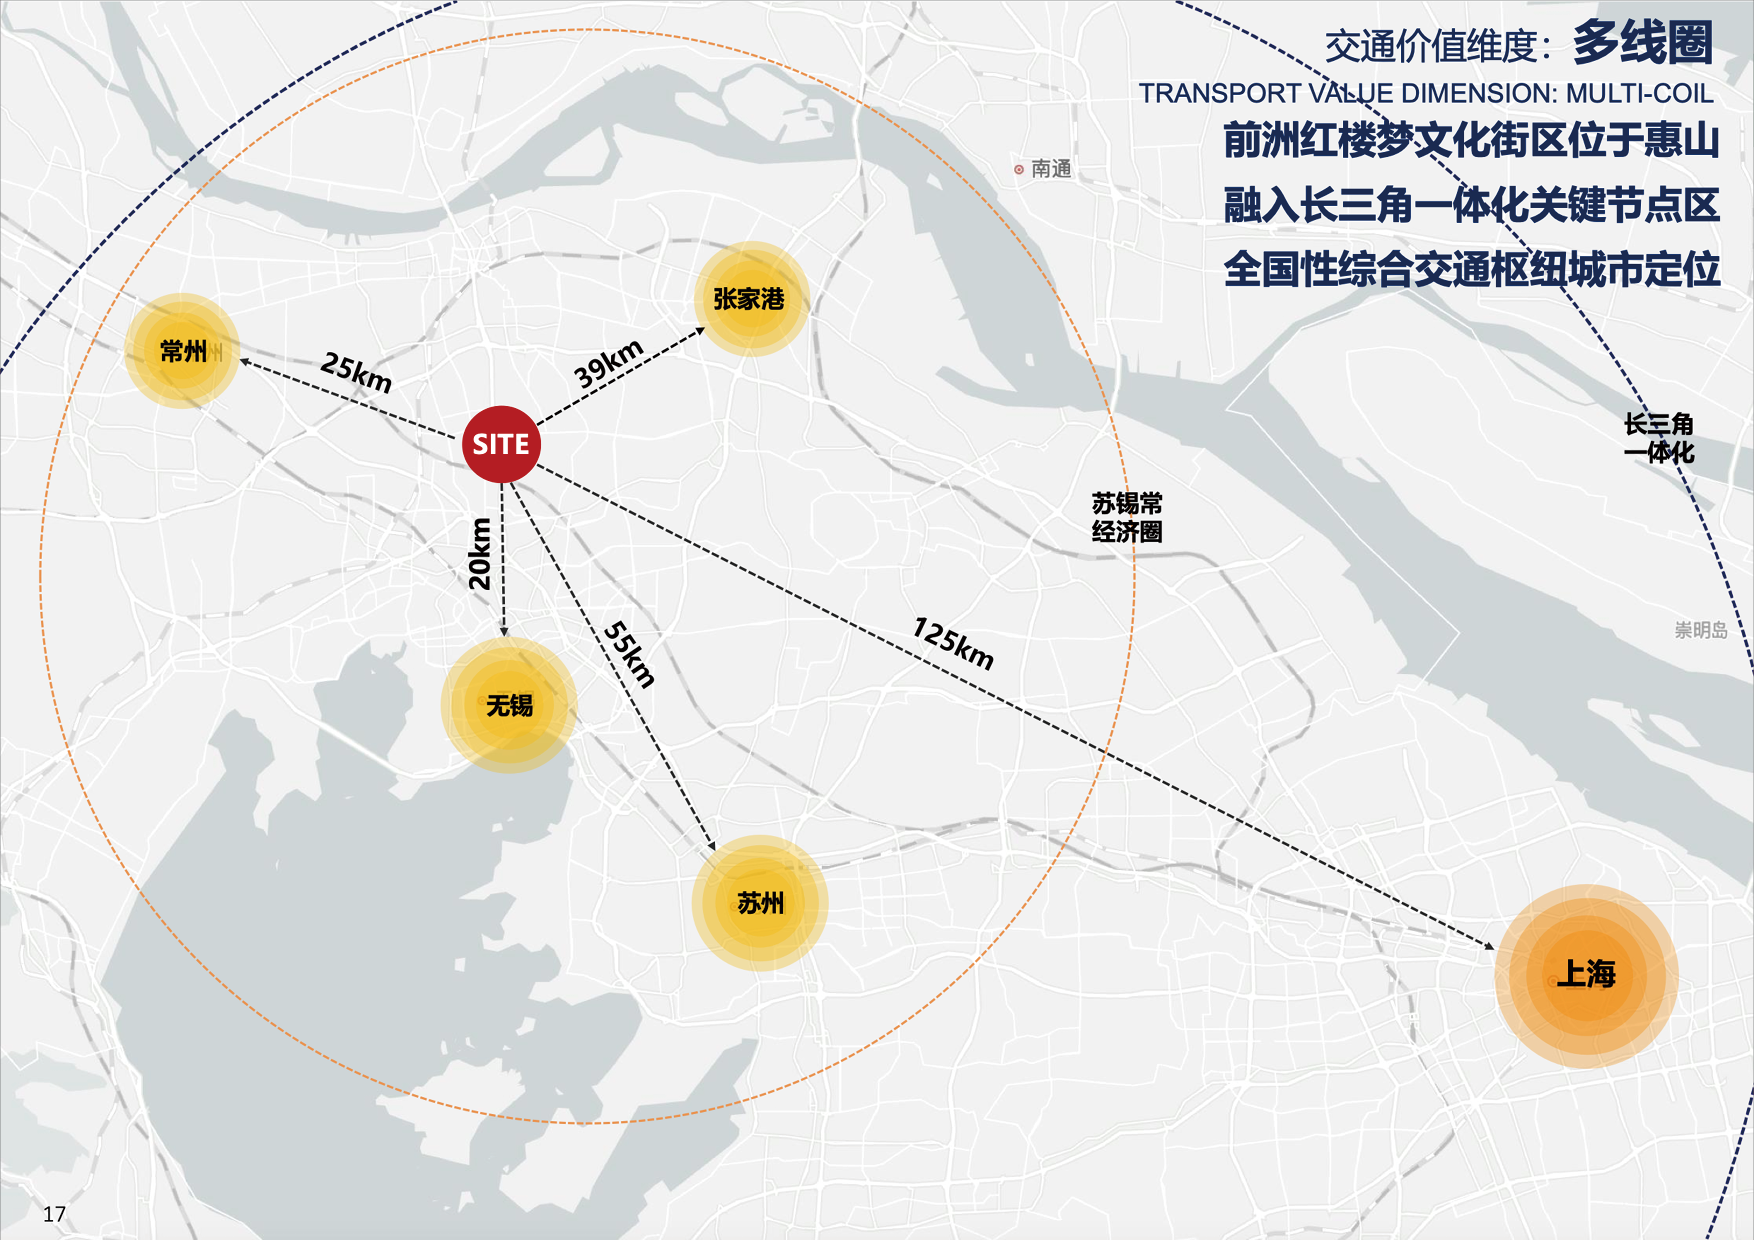 交通价值维度：多线圈
TRANSPORT VALUE DIMENSION: MULTI-COIL
前洲红楼梦文化街区位于惠山
融入长三角一体化关键节点区
全国性综合交通枢纽城市定位
南通
张家港
常州
25km
39km
SITE
长三角
一体化
苏锡常
经济圈
20km
55km
125km
崇明岛
无锡
苏州
上海
17